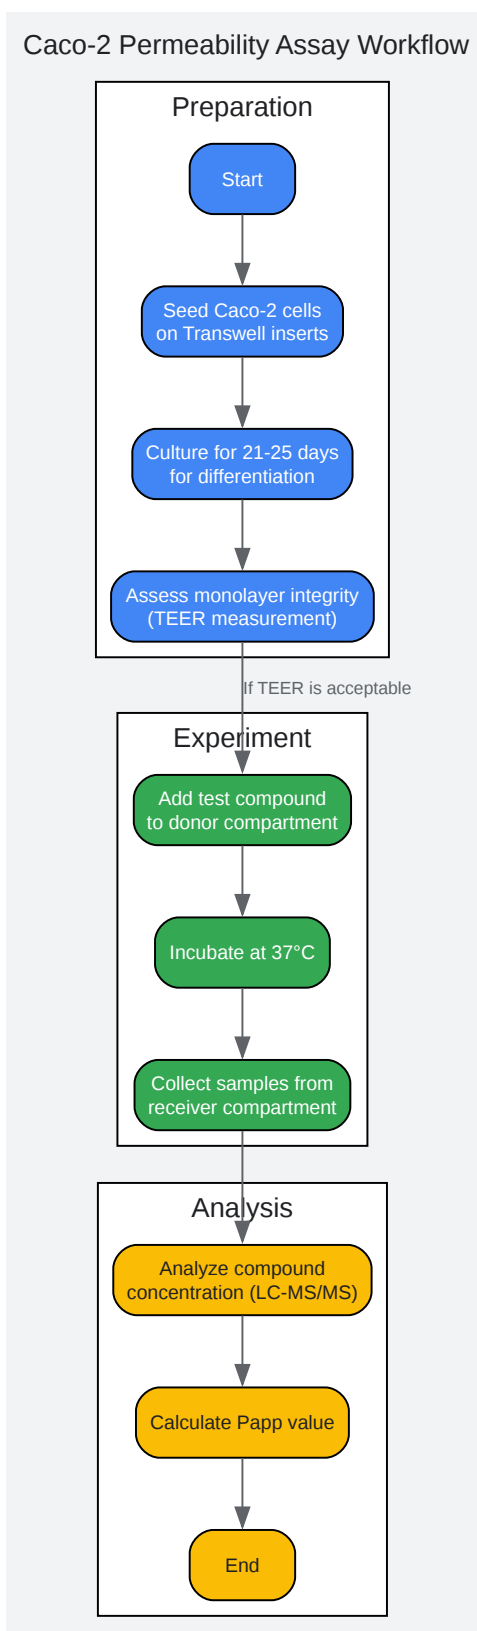 Caco-2 Permeability Assay Workflow
Preparation
Start
Seed Caco-2 cells
on Transwell inserts
Culture for 21-25 days
for differentiation
Assess monolayer integrity
(TEER measurement)
If TEER is acceptable
Experiment
Add test compound
to donor compartment
Incubate at 37°C
Collect samples from
receiver compartment
Analysis
Analyze compound
concentration (LC-MS/MS)
Calculate Papp value
End